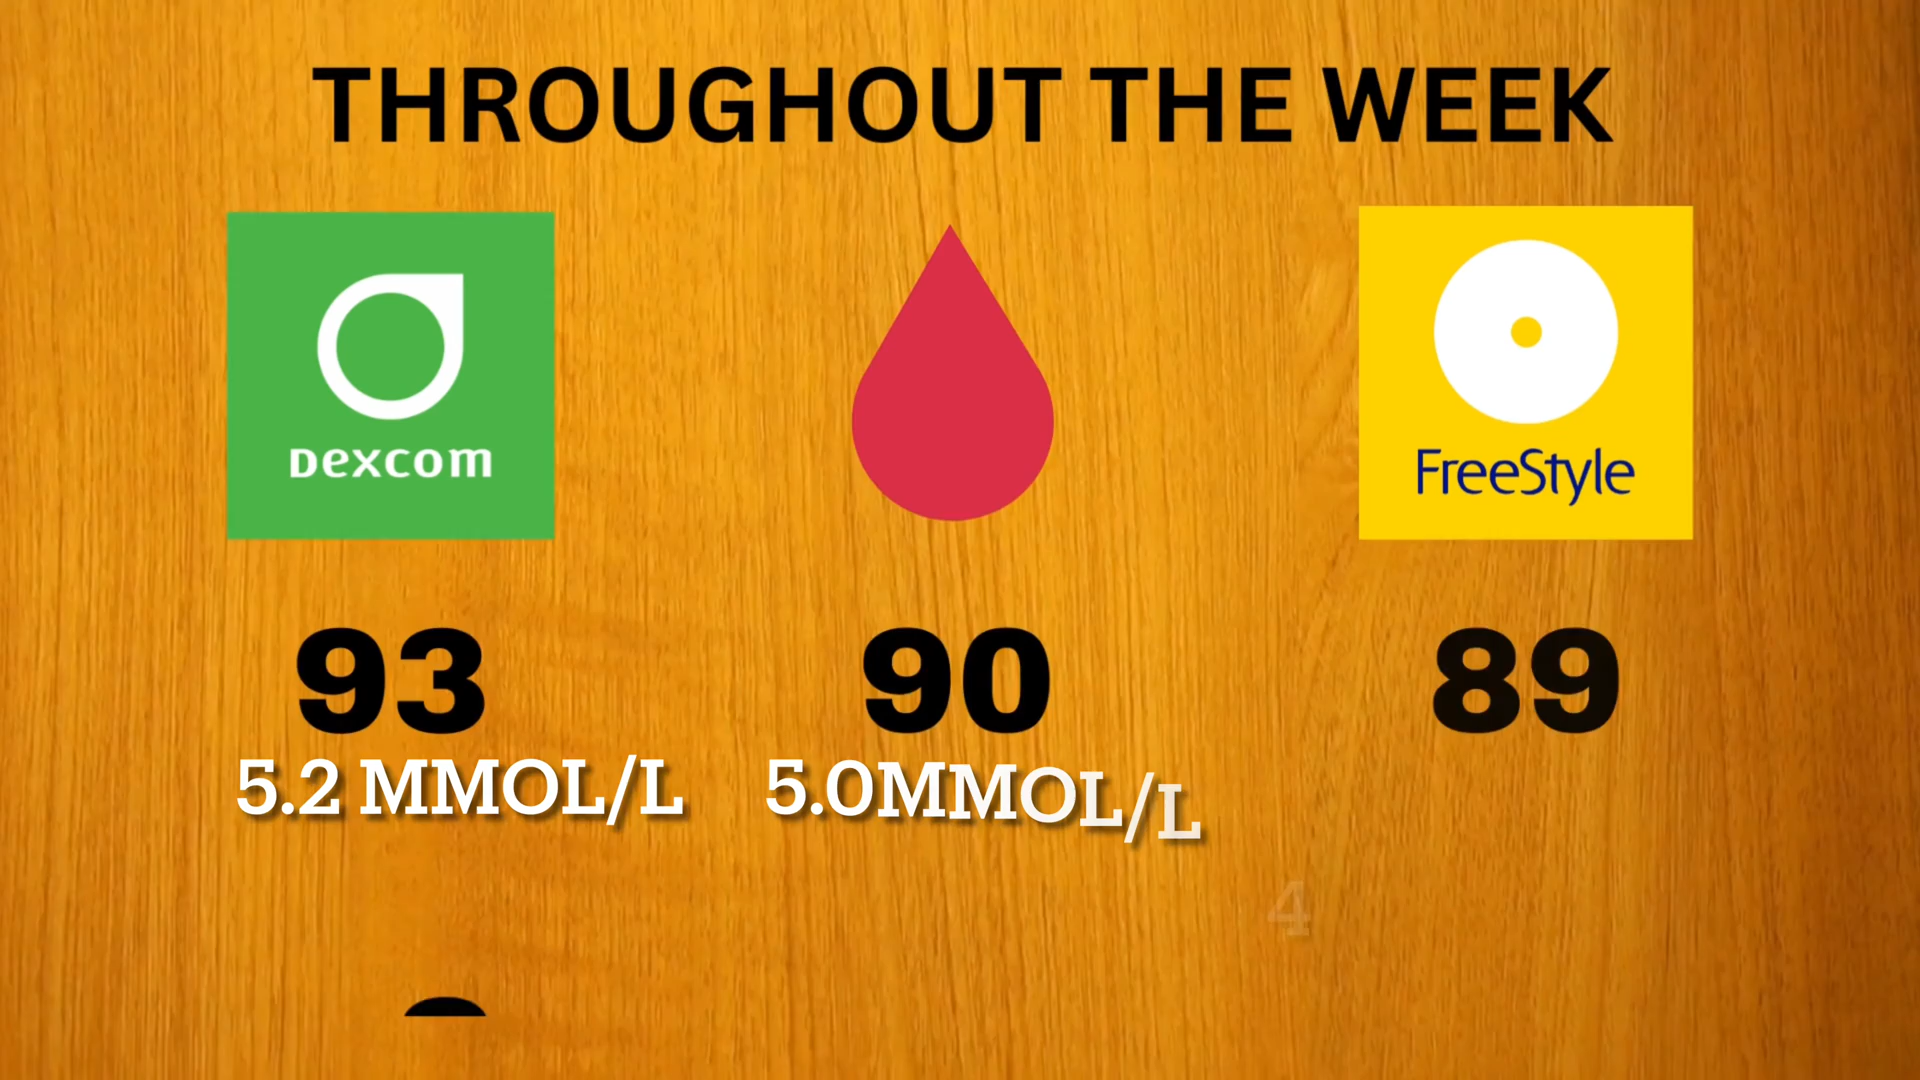 THROUGHOUT THE WEEK
DEXCOM
FreeStyle
93 90 89
5.2 MMOL/L 5.0MMOL/L
4